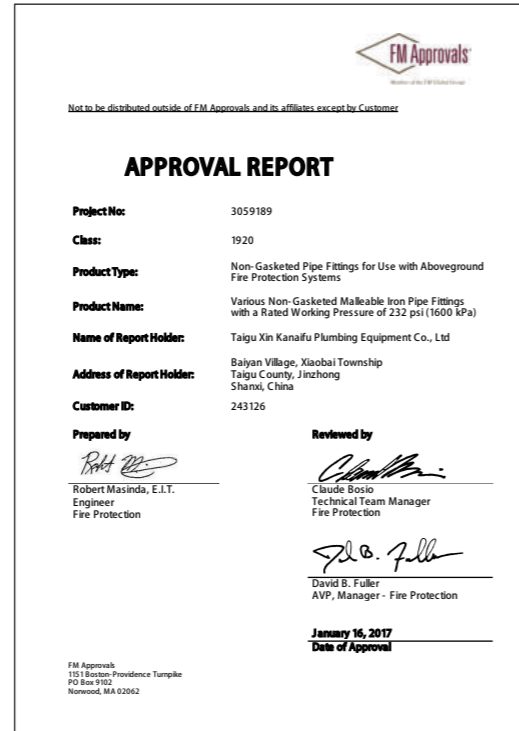 FM Approvals
Member of the FM Global Group
Not to be distributed outside of FM Approvals and its affiliates except by Customer
APPROVAL REPORT
Project No: 3059189
Class: 1920
Product Type: Non-Gasketed Pipe Fittings for Use with Aboveground
Fire Protection Systems
Product Name: Various Non-Gasketed Malleable Iron Pipe Fittings
with a Rated Working Pressure of 232 psi (1600 kPa)
Name of Report Holder: Taigu Xin Kanaifu Plumbing Equipment Co., Ltd
Address of Report Holder: Baiyan Village, Xiaobai Township
Taigu County, Jinzhong
Shanxi, China
Customer ID: 243126
Prepared by
Robert Masinda, E.I.T.
Engineer
Fire Protection
Reviewed by
Claude Bosio
Technical Team Manager
Fire Protection
David B. Fuller
AVP, Manager - Fire Protection
January 16, 2017
Date of Approval
FM Approvals
1151 Boston-Providence Turnpike
PO Box 9102
Norwood, MA 02062